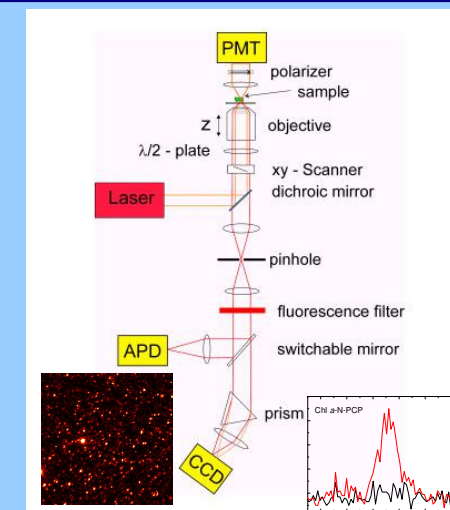 PMT
polarizer
sample
z
objective
λ/2 - plate
xy - Scanner
dichroic mirror
Laser
pinhole
fluorescence filter
APD
switchable mirror
prism
Chl a-N-PCP
CCD